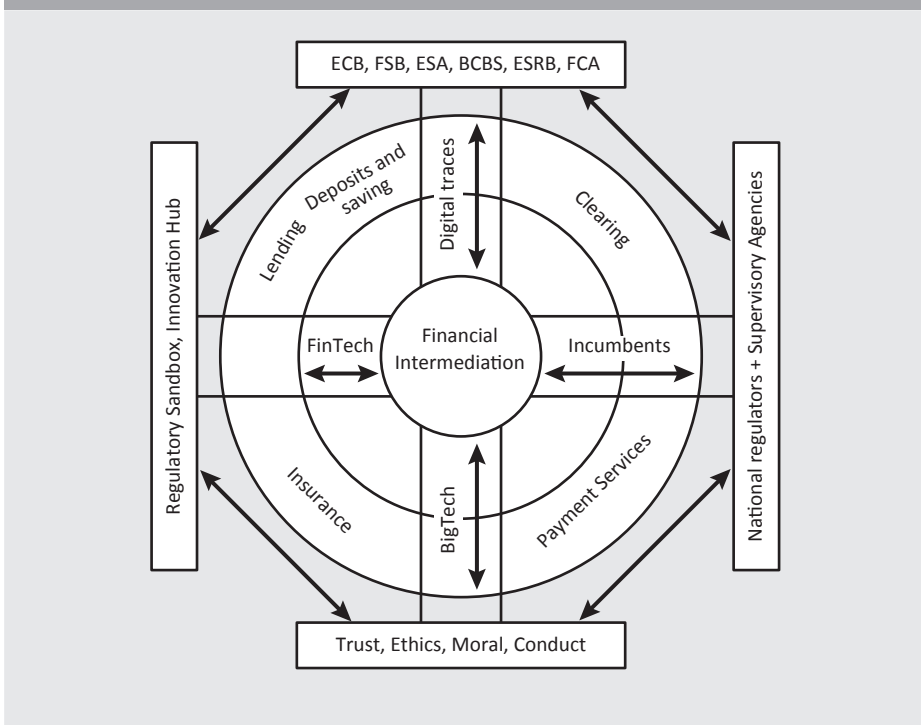 ECB, FSB, ESA, BCBS, ESRB, FCA
Regulatory Sandbox, Innovation Hub
Lending
Deposits and
saving
Digital traces
Clearing
National regulators + Supervisory Agencies
FinTech
Financial
Intermediation
Incumbents
Insurance
BigTech
Payment Services
Trust, Ethics, Moral, Conduct